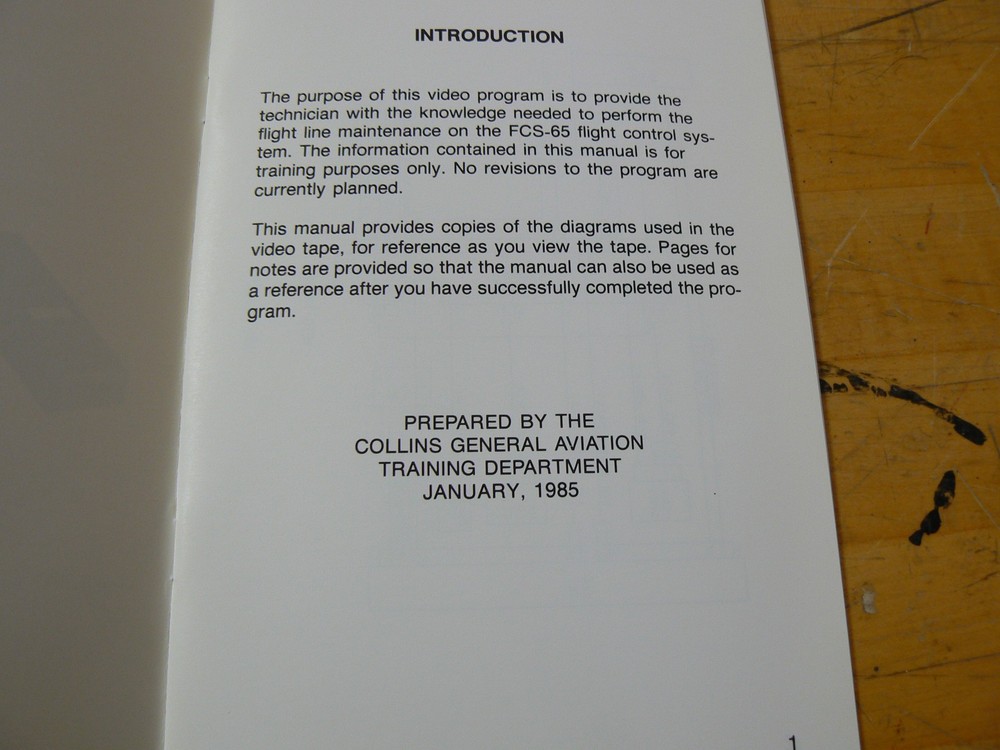 INTRODUCTION
The purpose of this video program is to provide the
technician with the knowledge needed to perform the
flight line maintenance on the FCS-65 flight control sys-
tem. The information contained in this manual is for
training purposes only. No revisions to the program are
currently planned.
This manual provides copies of the diagrams used in the
video tape, for reference as you view the tape. Pages for
notes are provided so that the manual can also be used as
a reference after you have successfully completed the pro-
gram.
PREPARED BY THE
COLLINS GENERAL AVIATION
TRAINING DEPARTMENT
JANUARY, 1985
1